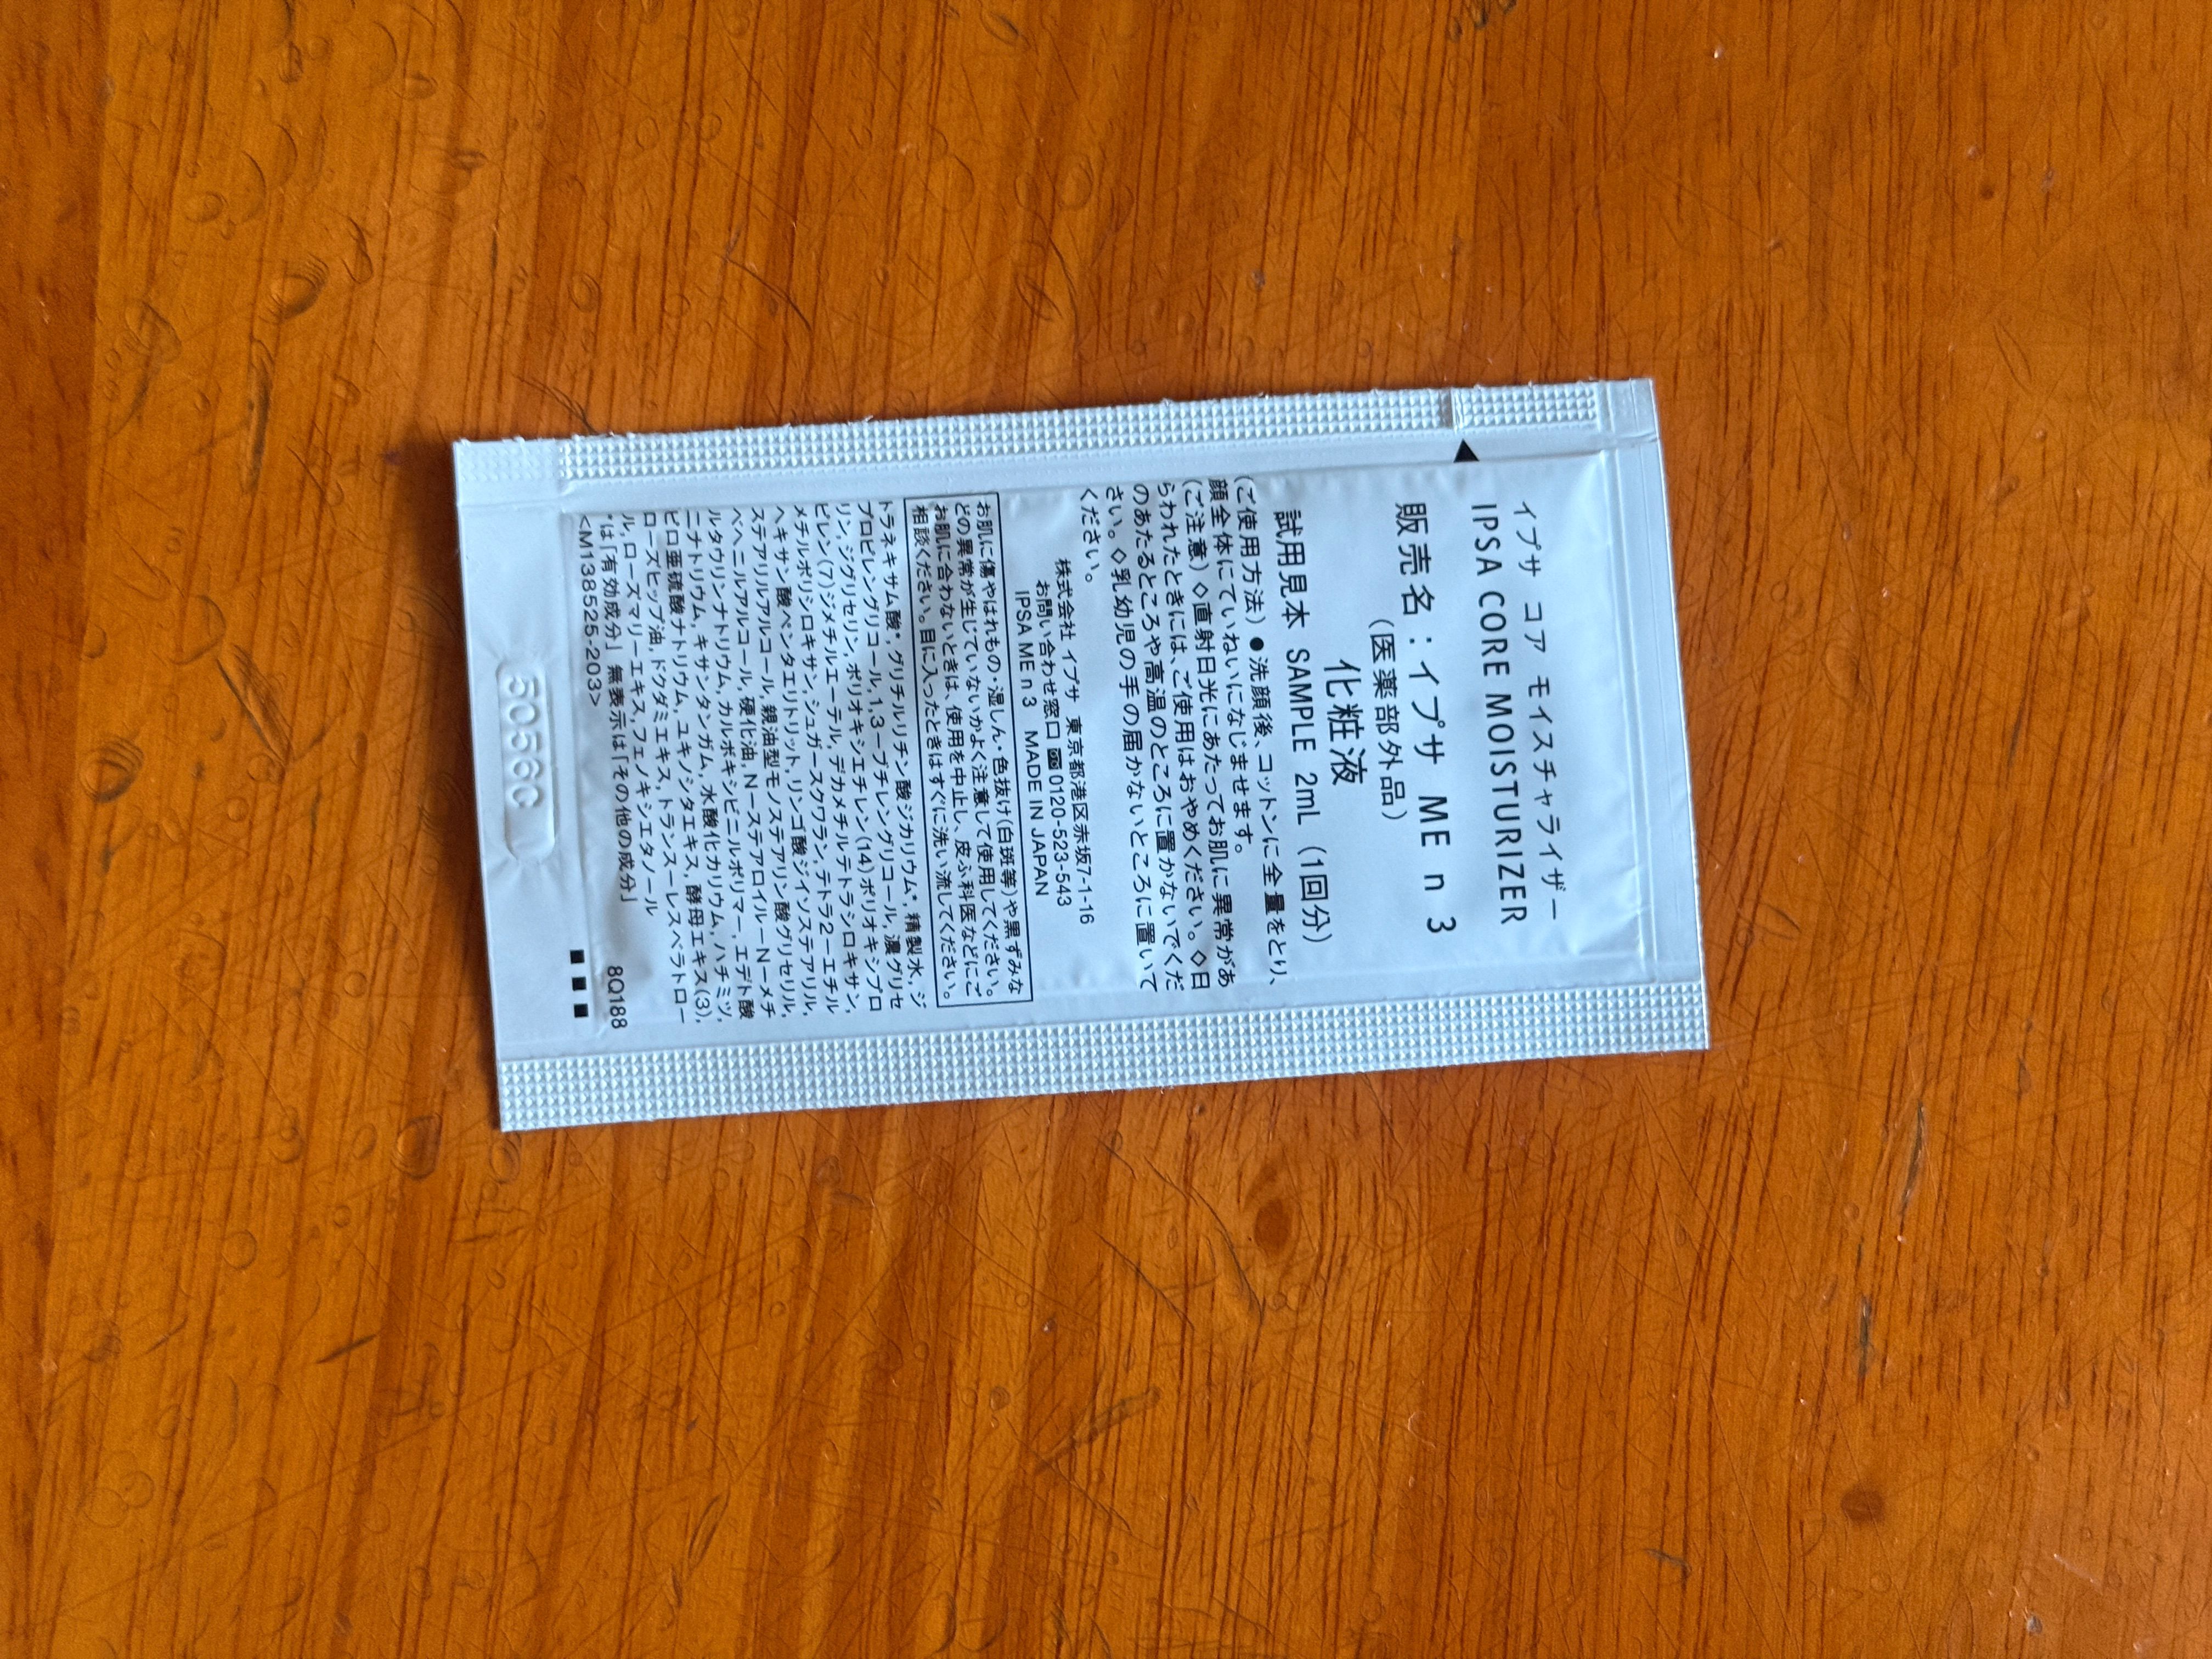 イプサ コア モイスチャライザー
IPSA CORE MOISTURIZER
販売名：イプサ ME n 3
（医薬部外品）
化粧液
試用見本 SAMPLE 2mL（1回分）
（ご使用方法）●洗顔後、コットンに全量をとり、
顔全体にていねいになじませます。
（ご注意）◇直射日光にあたってお肌に異常があ
らわれたときには、ご使用はおやめください。◇日
のあたるところや高温のところに置かないでくだ
さい。◇乳幼児の手の届かないところに置いて
ください。
株式会社 イプサ 東京都港区赤坂7-1-16
お問い合わせ窓口 0120-523-543
IPSA ME n 3 MADE IN JAPAN
お肌に傷やはれもの・湿しん・色抜け（白斑等）や黒ずみな
どの異常が生じていないかよく注意して使用してください。
お肌に合わないときは、使用を中止し、皮ふ科医などにご
相談ください。目に入ったときはすぐに洗い流してください。
トラネキサム酸*,グリチルリチン酸ジカリウム*,精製水,ジ
プロピレングリコール,1,3－ブチレングリコール,濃グリセ
リン,ジグリセリン,ポリオキシエチレン(14)ポリオキシプロ
ピレン(7)ジメチルエーテル,デカメチルテトラシロキサン,
メチルポリシロキサン,シュガースクワラン,テトラ2－エチル
ヘキサン酸ペンタエリトリット,リンゴ酸ジイソステアリル,
ステアリルアルコール,親油型モノステアリン酸グリセリル,
ベヘニルアルコール,硬化油,N－ステアロイル－N－メチ
ルタウリンナトリウム,カルボキシビニルポリマー,エデト酸
ニナトリウム,キサンタンガム,水酸化カリウム,ハチミツ,
ピロ亜硫酸ナトリウム,ユキノシタエキス,酵母エキス(3),
ローズヒップ油,ドクダミエキス,トランス－レスベラトロー
ル,ローズマリーエキス,フェノキシエタノール
*は「有効成分」 無表示は「その他の成分」
<M138525-203>
8Q188
5056C